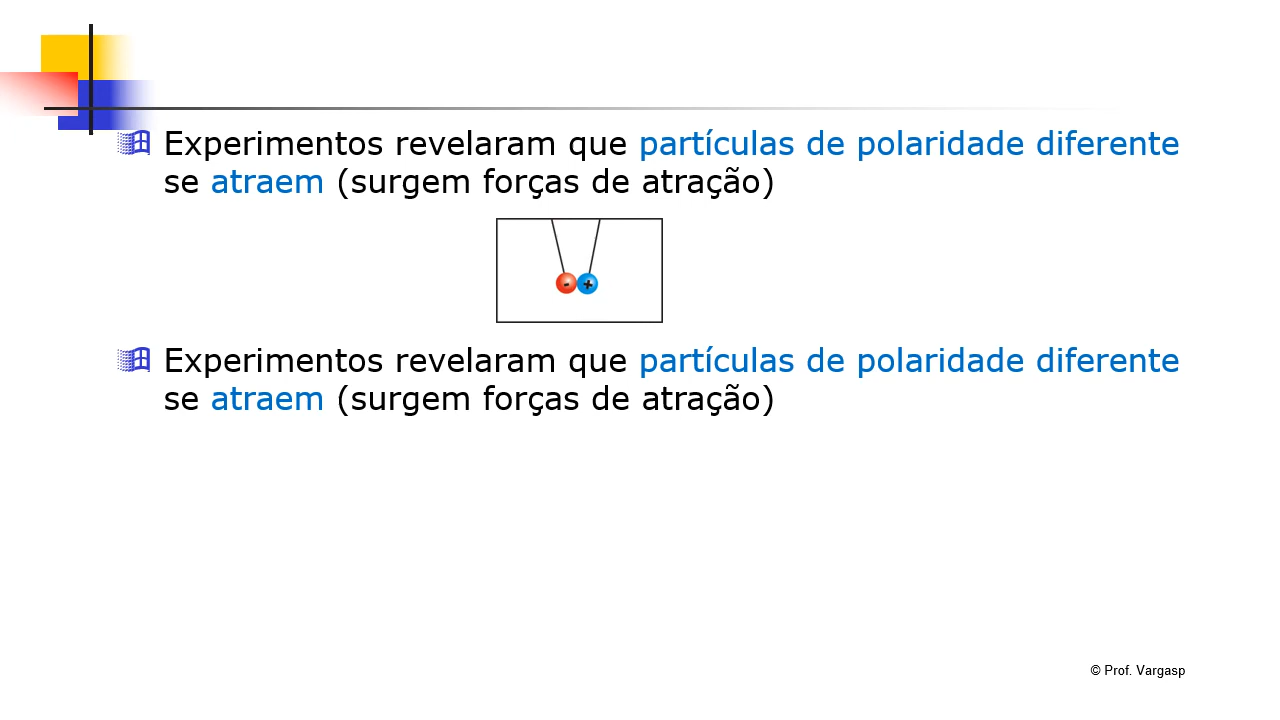 Experimentos revelaram que partículas de polaridade diferente
se atraem (surgem forças de atração)
- +
Experimentos revelaram que partículas de polaridade diferente
se atraem (surgem forças de atração)
© Prof. Vargasp